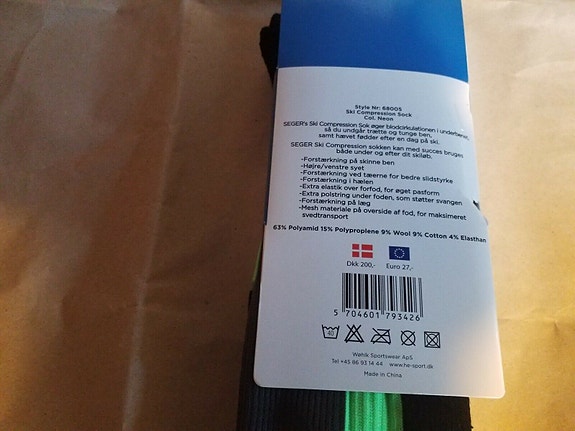 Style Nr: 68005
Ski Compression Sock
Col. Neon
SEGER's Ski Compression Sok øger blodcirkulationen i underbenen,
så du undgår trætte og tunge ben,
samt hævet fødder efter en dag på ski.
SEGER Ski Compression sokken kan med succes bruges
både under og efter dit skiløb.
-Forstærkning på skinne ben
-Højre/venstre syet
-Forstærkning ved tæerne for bedre slidstyrke
-Forstærkning i hælen
-Extra elastik over forfod, for øget pasform
-Extra polstring under foden, som støtter svangen
-Forstærkning på læg
-Mesh materiale på overside af fod, for maksimeret
svedtransport
63% Polyamid 15% Polyproplene 9% Wool 9% Cotton 4% Elasthan
Dkk 200,- Euro 27,-
5 704601 793426
40
Wøhlk Sportswear ApS
Tel +45 86 93 14 44 www.he-sport.dk
Made in China